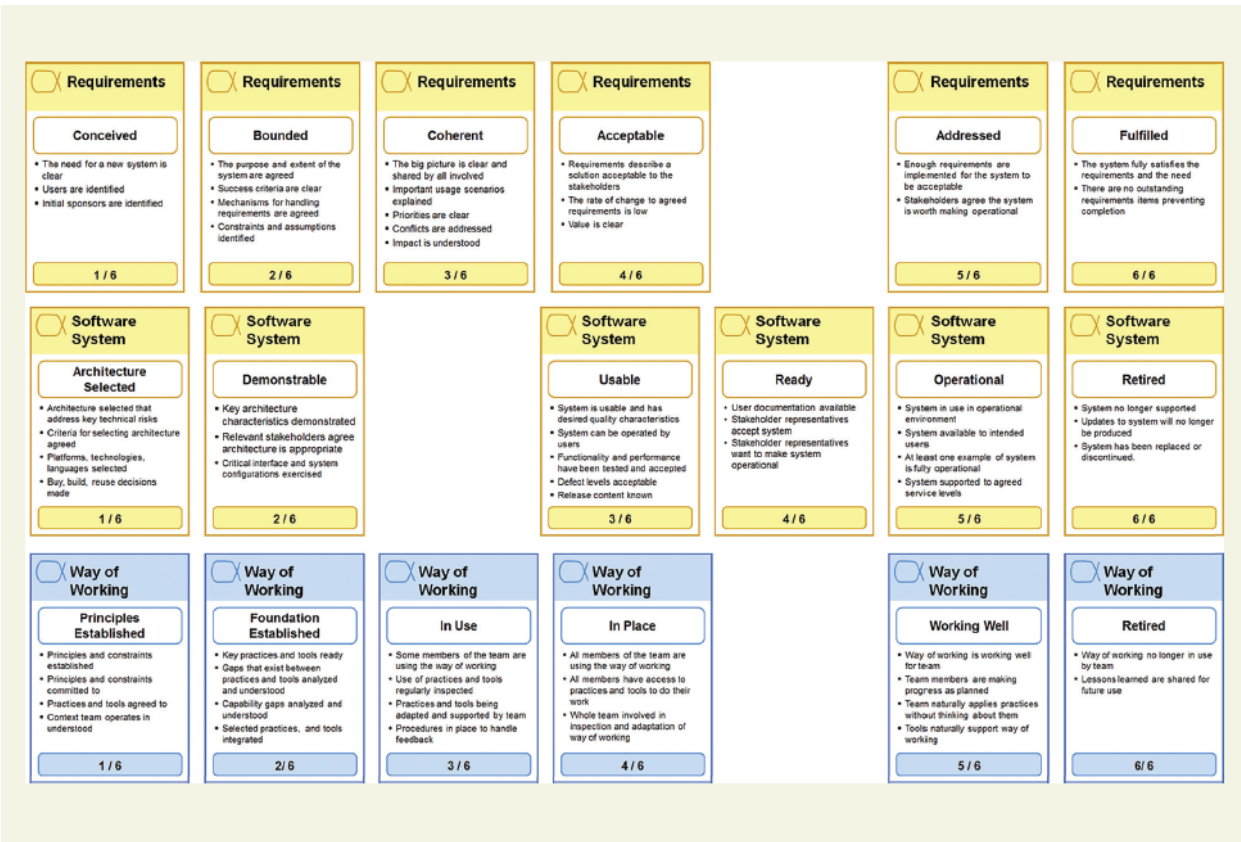 Requirements
Conceived
▪ The need for a new system is
clear
▪ Users are identified
▪ Initial sponsors are identified
1 / 6
Requirements
Bounded
▪ The purpose and extent of the
system are agreed
▪ Success criteria are clear
▪ Mechanisms for handling
requirements are agreed
▪ Constraints and assumptions
identified
2 / 6
Requirements
Coherent
▪ The big picture is clear and
shared by all involved
▪ Important usage scenarios
explained
▪ Priorities are clear
▪ Conflicts are addressed
▪ Impact is understood
3 / 6
Requirements
Acceptable
▪ Requirements describe a
solution acceptable to the
stakeholders
▪ The rate of change to agreed
requirements is low
▪ Value is clear
4 / 6
Requirements
Addressed
▪ Enough requirements are
implemented for the system to
be acceptable
▪ Stakeholders agree the system
is worth making operational
5 / 6
Requirements
Fulfilled
▪ The system fully satisfies the
requirements and the need
▪ There are no outstanding
requirements items preventing
completion
6 / 6
Software
System
Architecture
Selected
▪ Architecture selected that
address key technical risks
▪ Criteria for selecting architecture
agreed
▪ Platforms, technologies,
languages selected
▪ Buy, build, reuse decisions
made
1 / 6
Software
System
Demonstrable
▪ Key architecture
characteristics demonstrated
▪ Relevant stakeholders agree
architecture is appropriate
▪ Critical interface and system
configurations exercised
2 / 6
Software
System
Usable
▪ System is usable and has
desired quality characteristics
▪ System can be operated by
users
▪ Functionality and performance
have been tested and accepted
▪ Defect levels acceptable
▪ Release content known
3 / 6
Software
System
Ready
• User documentation available
• Stakeholder representatives
accept system
• Stakeholder representatives
want to make system
operational
4 / 6
Software
System
Operational
▪ System in use in operational
environment
▪ System available to intended
users
▪ At least one example of system
is fully operational
▪ System supported to agreed
service levels
5 / 6
Software
System
Retired
▪ System no longer supported
▪ Updates to system will no longer
be produced
▪ System has been replaced or
discontinued.
6 / 6
Way of
Working
Principles
Established
▪ Principles and constraints
established
▪ Principles and constraints
committed to
▪ Practices and tools agreed to
▪ Context team operates in
understood
1 / 6
Way of
Working
Foundation
Established
▪ Key practices and tools ready
▪ Gaps that exist between
practices and tools analyzed
and understood
▪ Capability gaps analyzed and
understood
▪ Selected practices, and tools
integrated
2/ 6
Way of
Working
In Use
▪ Some members of the team are
using the way of working
▪ Use of practices and tools
regularly inspected
▪ Practices and tools being
adapted and supported by team
▪ Procedures in place to handle
feedback
3 / 6
Way of
Working
In Place
▪ All members of the team are
using the way of working
▪ All members have access to
practices and tools to do their
work
▪ Whole team involved in
inspection and adaptation of
way of working
4 / 6
Way of
Working
Working Well
▪ Way of working is working well
for team
▪ Team members are making
progress as planned
▪ Team naturally applies practices
without thinking about them
▪ Tools naturally support way of
working
5 / 6
Way of
Working
Retired
▪ Way of working no longer in use
by team
▪ Lessons learned are shared for
future use
6/ 6